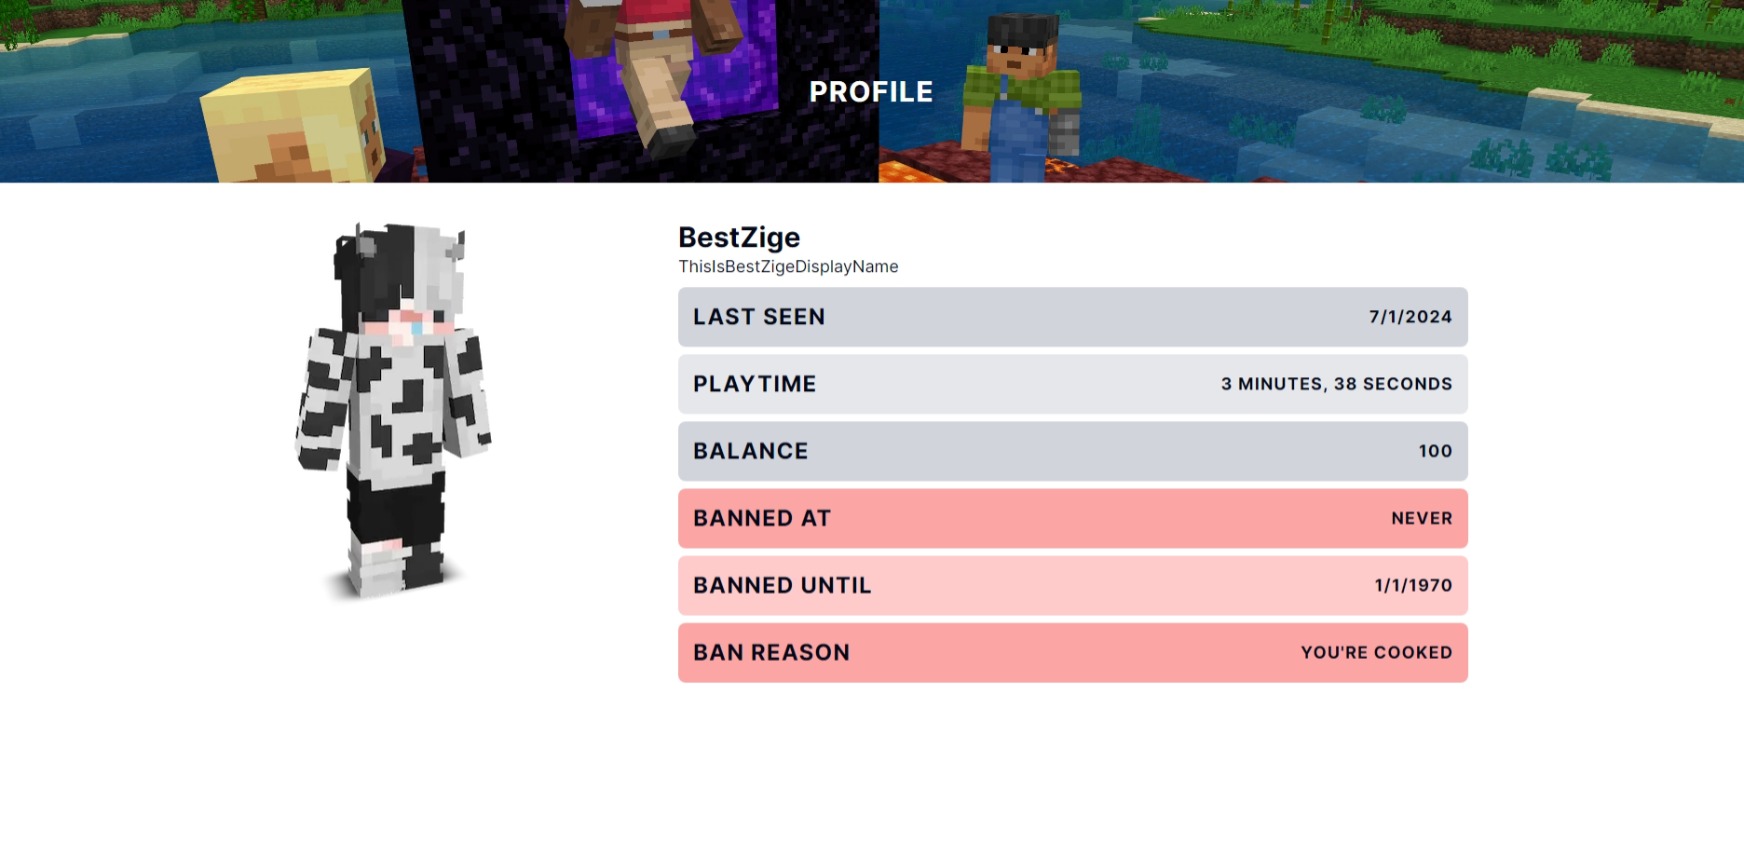 PROFILE
BestZige
ThisIsBestZigeDisplayName
LAST SEEN 7/1/2024
PLAYTIME 3 MINUTES, 38 SECONDS
BALANCE 100
BANNED AT NEVER
BANNED UNTIL 1/1/1970
BAN REASON YOU'RE COOKED